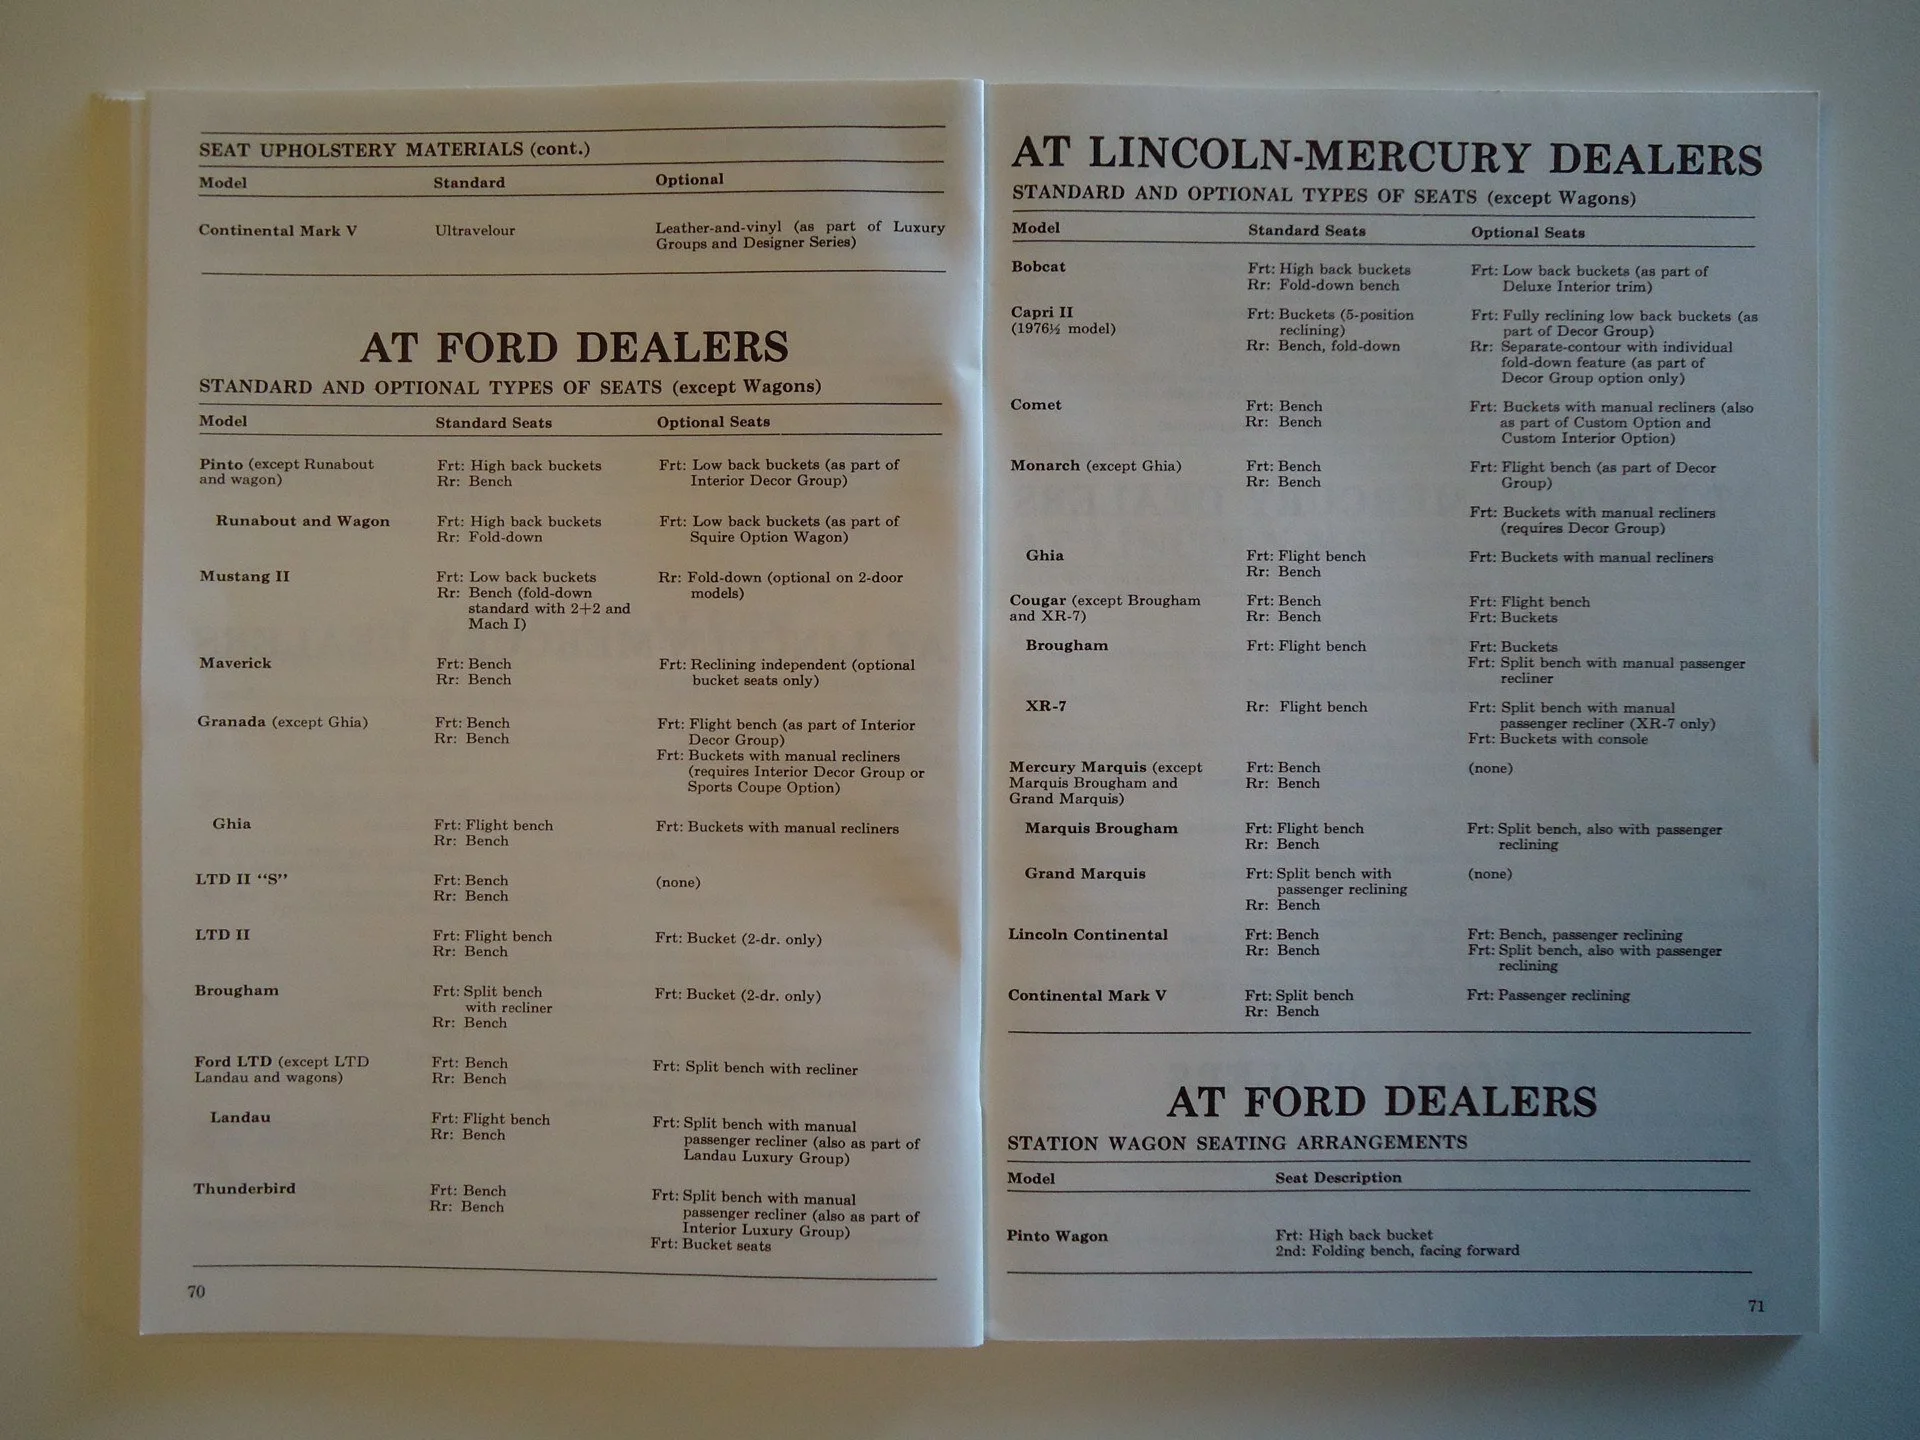 SEAT UPHOLSTERY MATERIALS (cont.)
Model Standard Optional
Continental Mark V Ultravelour Leather-and-vinyl (as part of Luxury
Groups and Designer Series)
AT FORD DEALERS
STANDARD AND OPTIONAL TYPES OF SEATS (except Wagons)
Model Standard Seats Optional Seats
Pinto (except Runabout Frt: High back buckets Frt: Low back buckets (as part of
and wagon) Rr: Bench Interior Decor Group)
Runabout and Wagon Frt: High back buckets Frt: Low back buckets (as part of
Rr: Fold-down Squire Option Wagon)
Mustang II Frt: Low back buckets Rr: Fold-down (optional on 2-door
Rr: Bench (fold-down models)
standard with 2+2 and
Mach I)
Maverick Frt: Bench Frt: Reclining independent (optional
Rr: Bench bucket seats only)
Granada (except Ghia) Frt: Bench Frt: Flight bench (as part of Interior
Rr: Bench Decor Group)
Frt: Buckets with manual recliners
(requires Interior Decor Group or
Sports Coupe Option)
Ghia Frt: Flight bench Frt: Buckets with manual recliners
Rr: Bench
LTD II “S” Frt: Bench (none)
Rr: Bench
LTD II Frt: Flight bench Frt: Bucket (2-dr. only)
Rr: Bench
Brougham Frt: Split bench Frt: Bucket (2-dr. only)
with recliner
Rr: Bench
Ford LTD (except LTD Frt: Bench Frt: Split bench with recliner
Landau and wagons) Rr: Bench
Landau Frt: Flight bench Frt: Split bench with manual
Rr: Bench passenger recliner (also as part of
Landau Luxury Group)
Thunderbird Frt: Bench Frt: Split bench with manual
Rr: Bench passenger recliner (also as part of
Interior Luxury Group)
Frt: Bucket seats
70
AT LINCOLN-MERCURY DEALERS
STANDARD AND OPTIONAL TYPES OF SEATS (except Wagons)
Model Standard Seats Optional Seats
Bobcat Frt: High back buckets Frt: Low back buckets (as part of
Rr: Fold-down bench Deluxe Interior trim)
Capri II Frt: Buckets (5-position Frt: Fully reclining low back buckets (as
(1976½ model) reclining) part of Decor Group)
Rr: Bench, fold-down Rr: Separate-contour with individual
fold-down feature (as part of
Decor Group option only)
Comet Frt: Bench Frt: Buckets with manual recliners (also
Rr: Bench as part of Custom Option and
Custom Interior Option)
Monarch (except Ghia) Frt: Bench Frt: Flight bench (as part of Decor
Rr: Bench Group)
Frt: Buckets with manual recliners
(requires Decor Group)
Ghia Frt: Flight bench Frt: Buckets with manual recliners
Rr: Bench
Cougar (except Brougham Frt: Bench Frt: Flight bench
and XR-7) Rr: Bench Frt: Buckets
Brougham Frt: Flight bench Frt: Buckets
Frt: Split bench with manual passenger
recliner
XR-7 Rr: Flight bench Frt: Split bench with manual
passenger recliner (XR-7 only)
Frt: Buckets with console
Mercury Marquis (except Frt: Bench (none)
Marquis Brougham and Rr: Bench
Grand Marquis)
Marquis Brougham Frt: Flight bench Frt: Split bench, also with passenger
Rr: Bench reclining
Grand Marquis Frt: Split bench with (none)
passenger reclining
Rr: Bench
Lincoln Continental Frt: Bench Frt: Bench, passenger reclining
Rr: Bench Frt: Split bench, also with passenger
reclining
Continental Mark V Frt: Split bench Frt: Passenger reclining
Rr: Bench
AT FORD DEALERS
STATION WAGON SEATING ARRANGEMENTS
Model Seat Description
Pinto Wagon Frt: High back bucket
2nd: Folding bench, facing forward
71